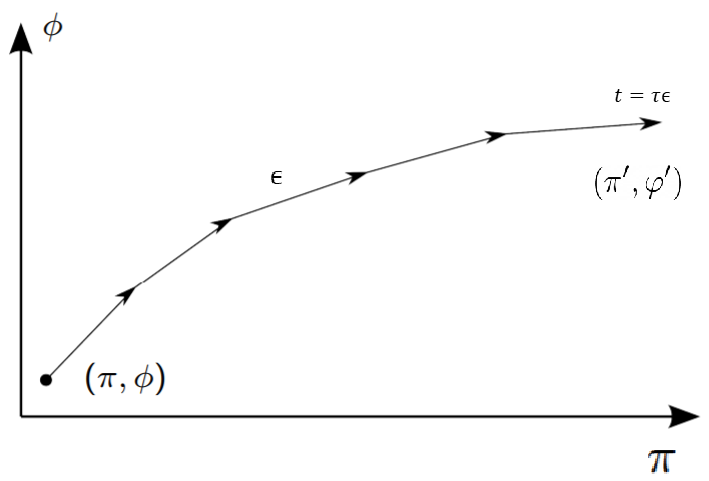 ϕ
t = τϵ
ϵ
(π′, φ′)
(π, ϕ)
π